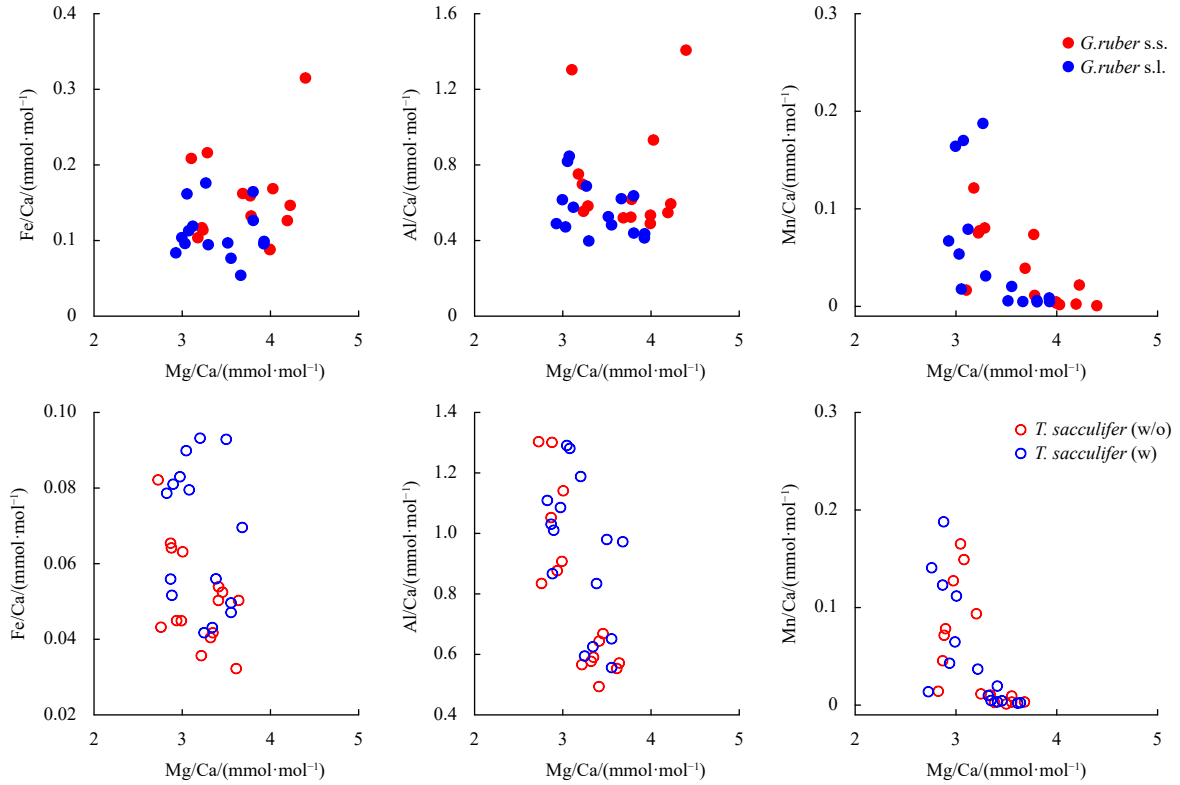 0.4
0.3
0.2
0.1
0
Fe/Ca/(mmol·mol⁻¹)
2 3 4 5
Mg/Ca/(mmol·mol⁻¹)
1.6
1.2
0.8
0.4
0
Al/Ca/(mmol·mol⁻¹)
2 3 4 5
Mg/Ca/(mmol·mol⁻¹)
0.3
0.2
0.1
0
Mn/Ca/(mmol·mol⁻¹)
G.ruber s.s.
G.ruber s.l.
2 3 4 5
Mg/Ca/(mmol·mol⁻¹)
0.10
0.08
0.06
0.04
0.02
Fe/Ca/(mmol·mol⁻¹)
2 3 4 5
Mg/Ca/(mmol·mol⁻¹)
1.4
1.2
1.0
0.8
0.6
0.4
Al/Ca/(mmol·mol⁻¹)
2 3 4 5
Mg/Ca/(mmol·mol⁻¹)
0.3
0.2
0.1
0
Mn/Ca/(mmol·mol⁻¹)
T. sacculifer (w/o)
T. sacculifer (w)
2 3 4 5
Mg/Ca/(mmol·mol⁻¹)